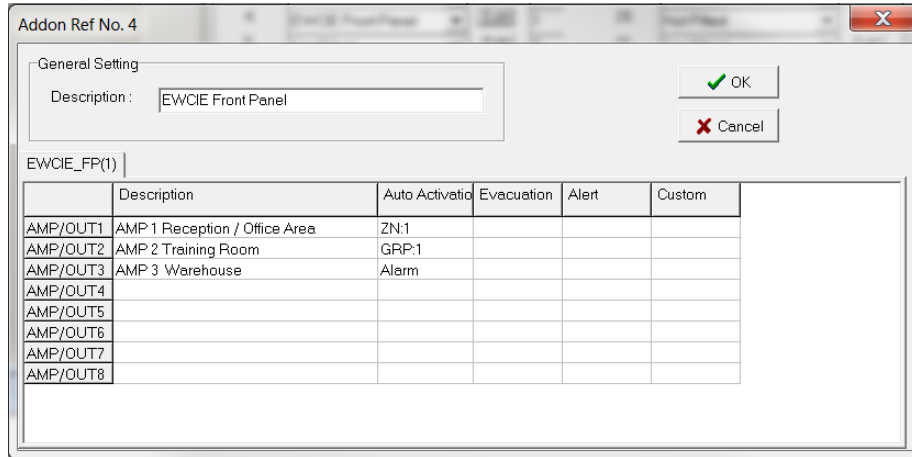 Addon Ref No. 4
General Setting
Description : EWCIE Front Panel
OK
Cancel
EWCIE_FP(1)
Description Auto Activatio Evacuation Alert Custom
AMP/OUT1 AMP 1 Reception / Office Area ZN:1
AMP/OUT2 AMP 2 Training Room GRP:1
AMP/OUT3 AMP 3 Warehouse Alarm
AMP/OUT4
AMP/OUT5
AMP/OUT6
AMP/OUT7
AMP/OUT8